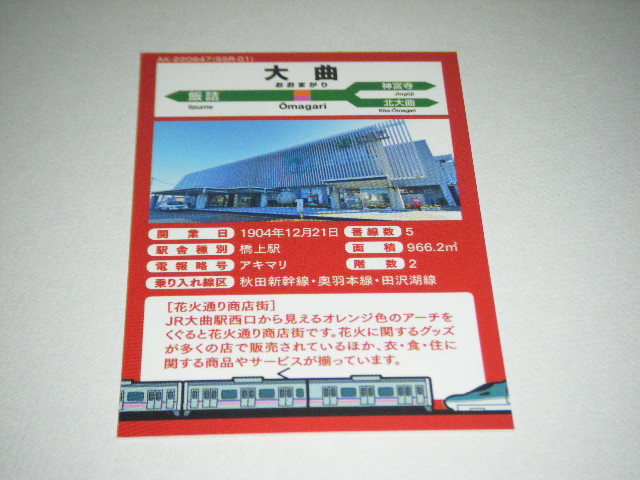 AK-220847(SSR.01)
大曲
おおまがり
Ōmagari
飯詰
Iizume
神宮寺
Jingūji
北大曲
Kita-Ōmagari
開業日 1904年12月21日 番線数 5
駅舎種別 橋上駅 面積 966.2㎡
電報略号 アキマリ 階数 2
乗り入れ線区 秋田新幹線・奥羽本線・田沢湖線
[花火通り商店街]
JR大曲駅西口から見えるオレンジ色のアーチを
くぐると花火通り商店街です。花火に関するグッズ
が多くの店で販売されているほか、衣・食・住に
関する商品やサービスが揃っています。